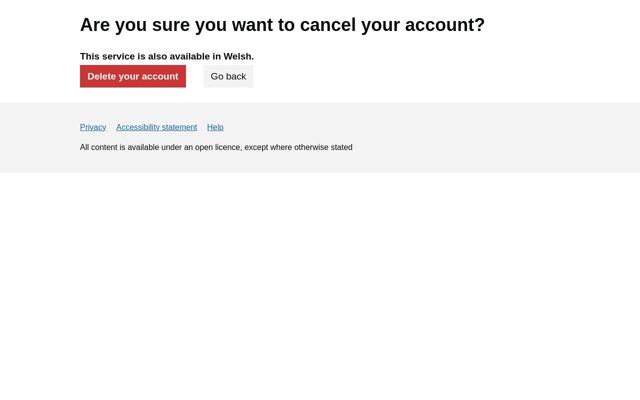 Are you sure you want to cancel your account?
This service is also available in Welsh.
Delete your account
Go back
Privacy Accessibility statement Help
All content is available under an open licence, except where otherwise stated